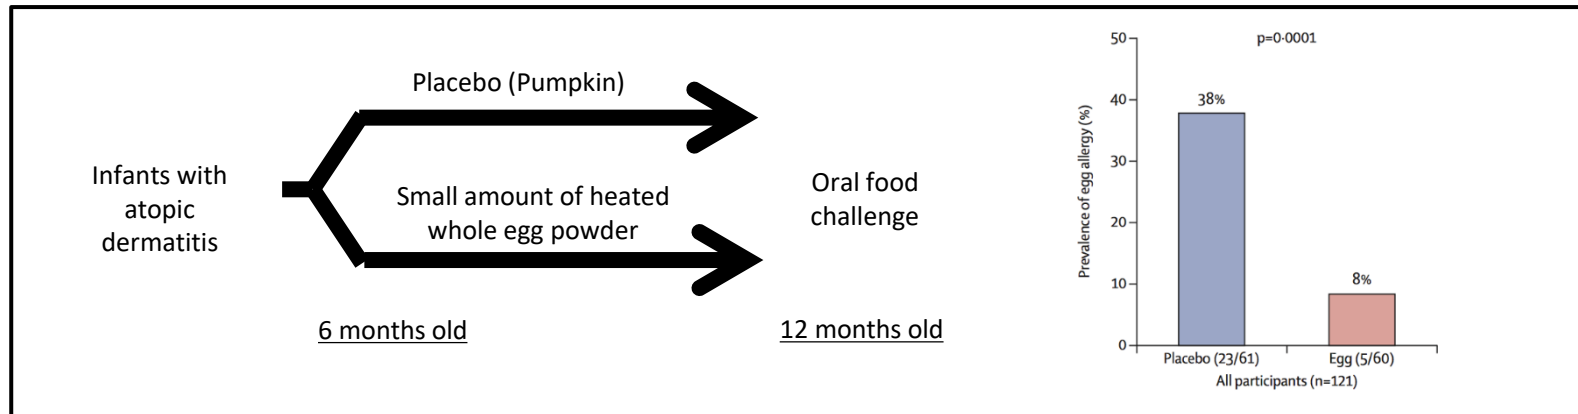 Placebo (Pumpkin)
Infants with
atopic
dermatitis
Small amount of heated
whole egg powder
Oral food
challenge
6 months old
12 months old
p=0·0001
Prevalence of egg allergy (%)
50
40
30
20
10
0
38%
8%
Placebo (23/61)
Egg (5/60)
All participants (n=121)